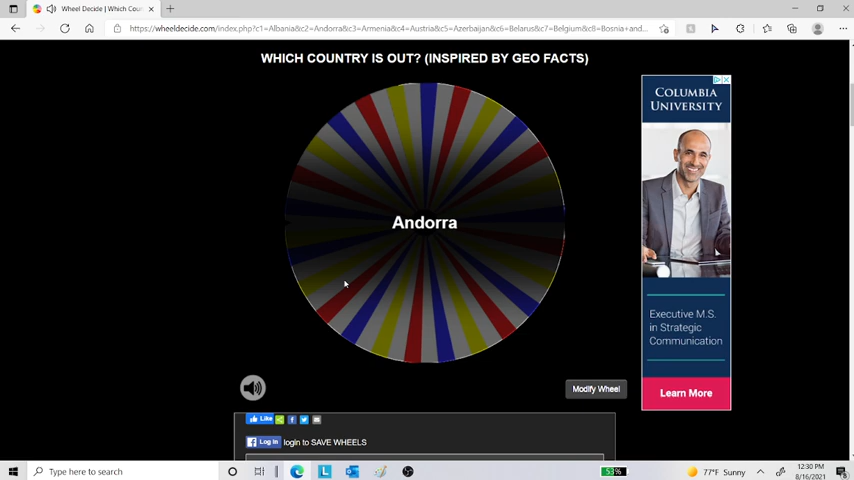 Wheel Decide | Which Cour
https://wheeldecide.com/index.php?c1=Albania&c2=Andorra&c3=Armenia&c4=Austria&c5=Azerbaijan&c6=Belarus&c7=Belgium&c8=Bosnia+and...
WHICH COUNTRY IS OUT? (INSPIRED BY GEO FACTS)
COLUMBIA
UNIVERSITY
Andorra
Executive M.S.
in Strategic
Communication
Learn More
Modify Wheel
Like
Log in login to SAVE WHEELS
Type here to search
L
53%
77°F Sunny
12:30 PM
8/16/2021